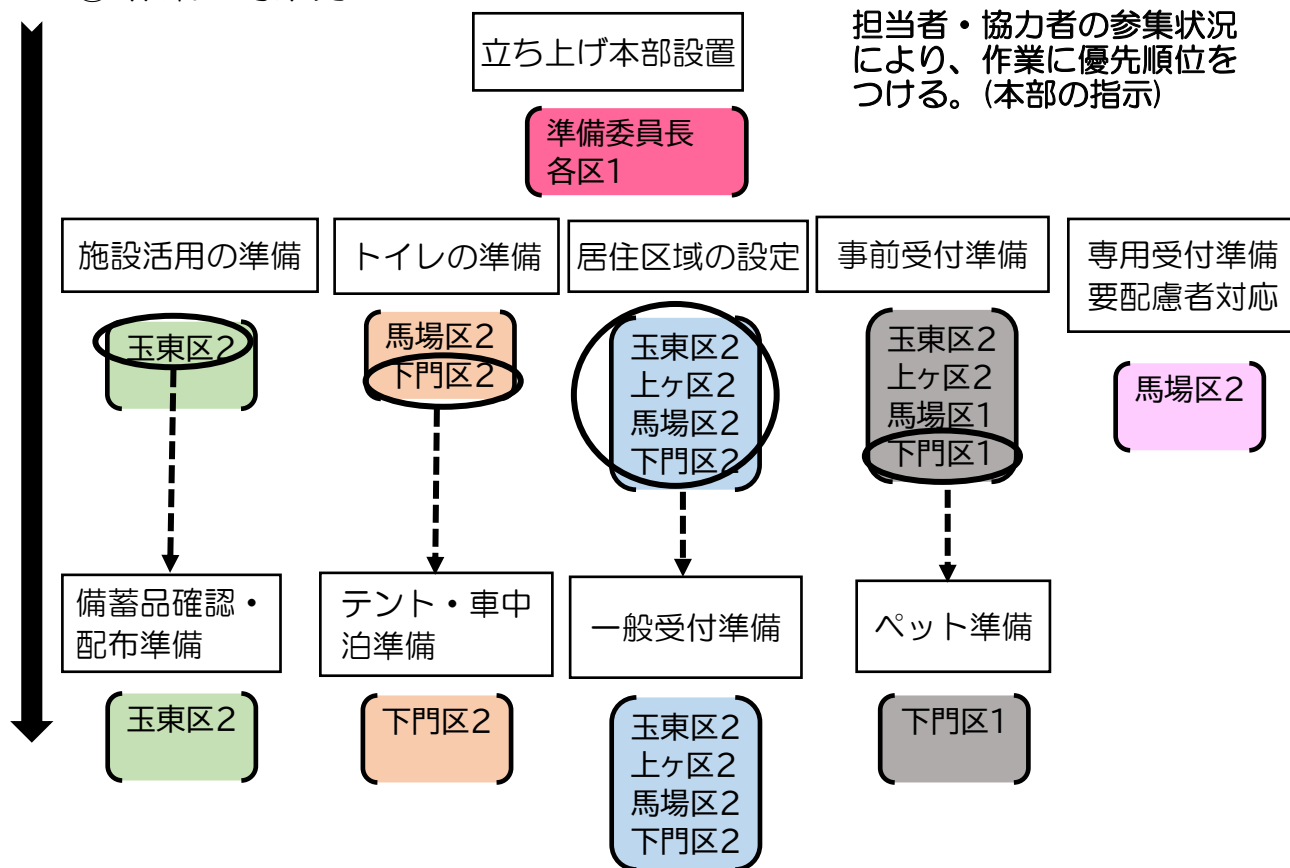 立ち上げ本部設置
担当者・協力者の参集状況
により、作業に優先順位を
つける。(本部の指示)
準備委員長
各区1
施設活用の準備
トイレの準備
居住区域の設定
事前受付準備
専用受付準備
要配慮者対応
玉東区2
馬場区2
下門区2
玉東区2
上ヶ区2
馬場区2
下門区2
玉東区2
上ヶ区2
馬場区1
下門区1
馬場区2
備蓄品確認・
配布準備
テント・車中
泊準備
一般受付準備
ペット準備
玉東区2
下門区2
玉東区2
上ヶ区2
馬場区2
下門区2
下門区1